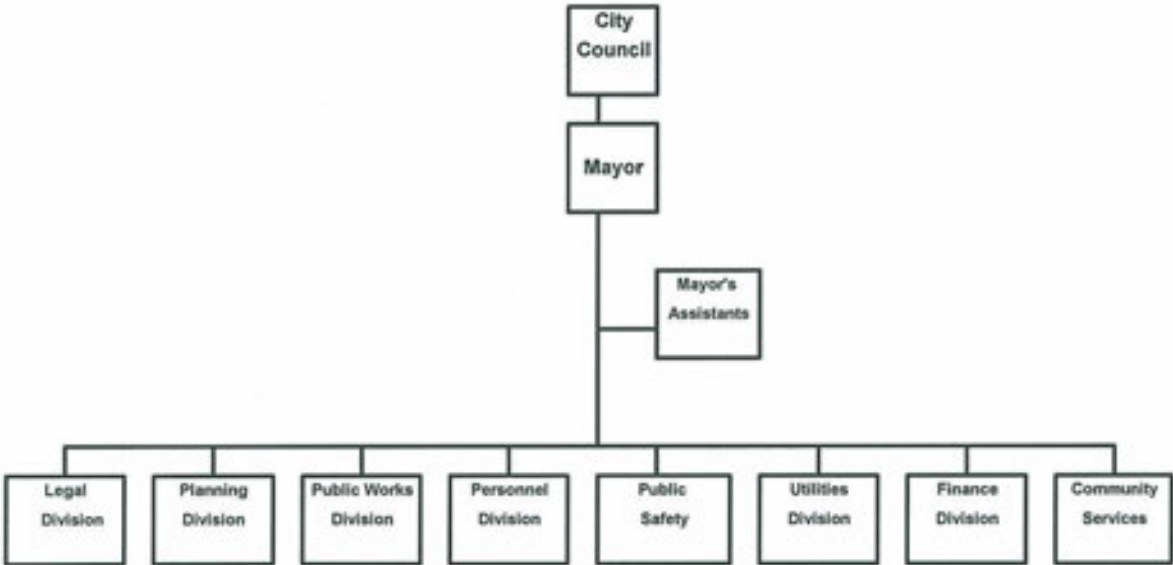 City
Council
Mayor
Mayor's
Assistants
Legal
Division
Planning
Division
Public Works
Division
Personnel
Division
Public
Safety
Utilities
Division
Finance
Division
Community
Services